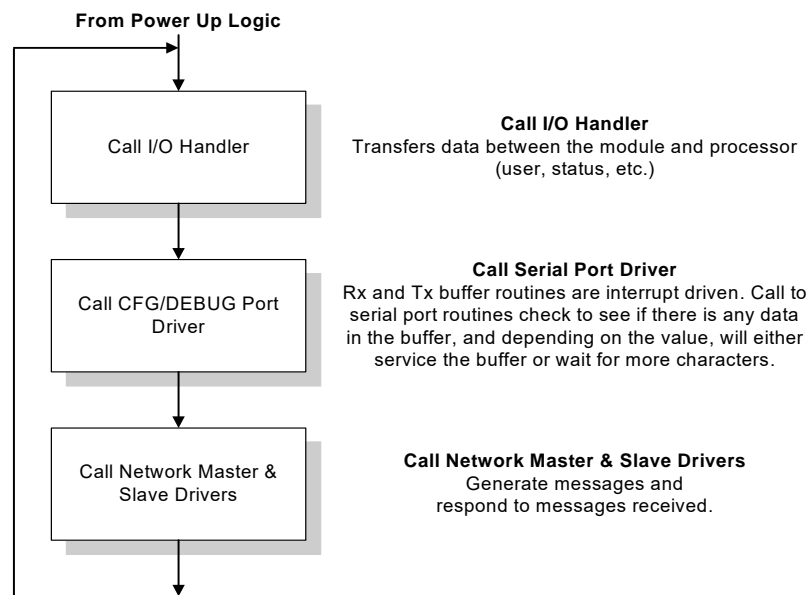 From Power Up Logic
Call I/O Handler
Call I/O Handler
Transfers data between the module and processor
(user, status, etc.)
Call CFG/DEBUG Port
Driver
Call Serial Port Driver
Rx and Tx buffer routines are interrupt driven. Call to
serial port routines check to see if there is any data
in the buffer, and depending on the value, will either
service the buffer or wait for more characters.
Call Network Master &
Slave Drivers
Call Network Master & Slave Drivers
Generate messages and
respond to messages received.